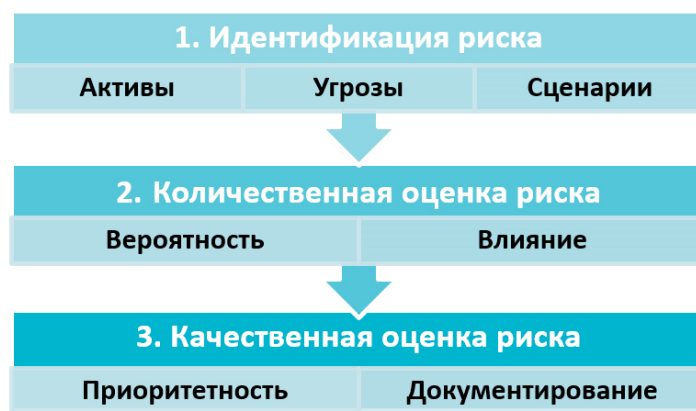 1. Идентификация риска
Активы Угрозы Сценарии
2. Количественная оценка риска
Вероятность Влияние
3. Качественная оценка риска
Приоритетность Документирование